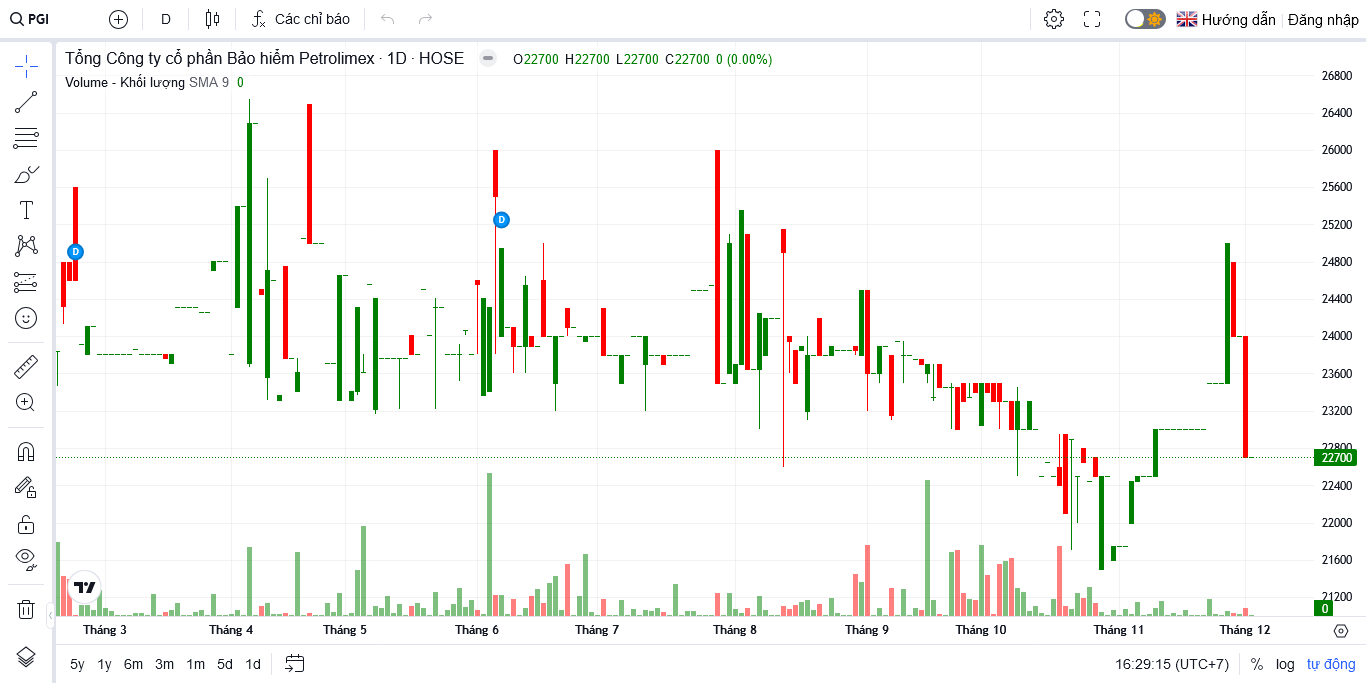 PGI
D
Các chỉ báo
Hướng dẫn
Đăng nhập
Tổng Công ty cổ phần Bảo hiểm Petrolimex · 1D · HOSE
O22700 H22700 L22700 C22700 0 (0.00%)
Volume - Khối lượng SMA 9 0
26800
26400
26000
25600
25200
24800
24400
24000
23600
23200
22800
22700
22400
22000
21600
21200
0
D
D
Tháng 3 Tháng 4 Tháng 5 Tháng 6 Tháng 7 Tháng 8 Tháng 9 Tháng 10 Tháng 11 Tháng 12
5y 1y 6m 3m 1m 5d 1d
16:29:15 (UTC+7) % log tự động